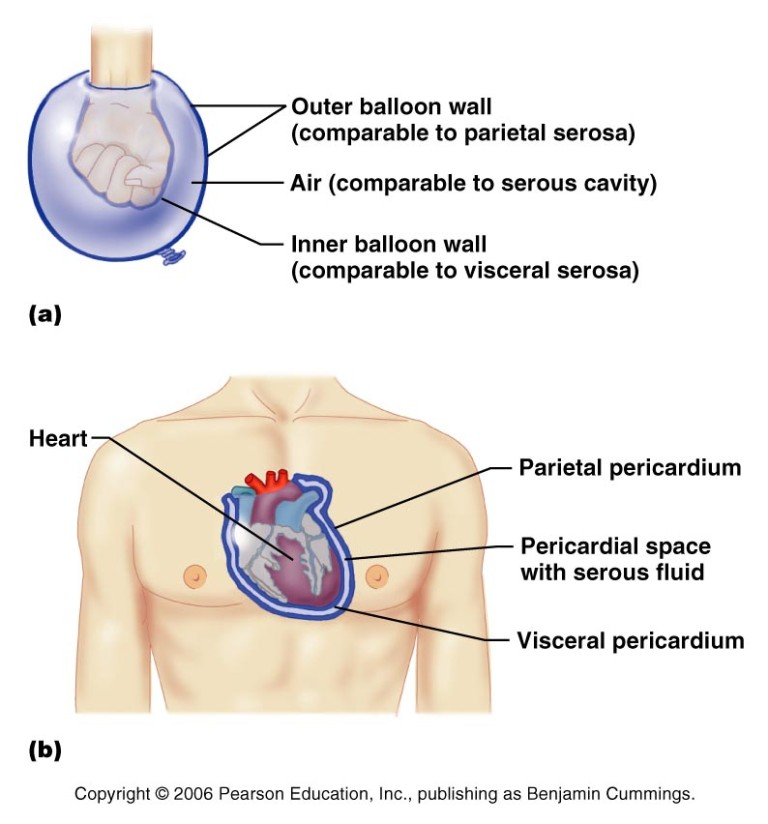 Outer balloon wall
(comparable to parietal serosa)
Air (comparable to serous cavity)
Inner balloon wall
(comparable to visceral serosa)
(a)
Heart
Parietal pericardium
Pericardial space
with serous fluid
Visceral pericardium
(b)
Copyright © 2006 Pearson Education, Inc., publishing as Benjamin Cummings.